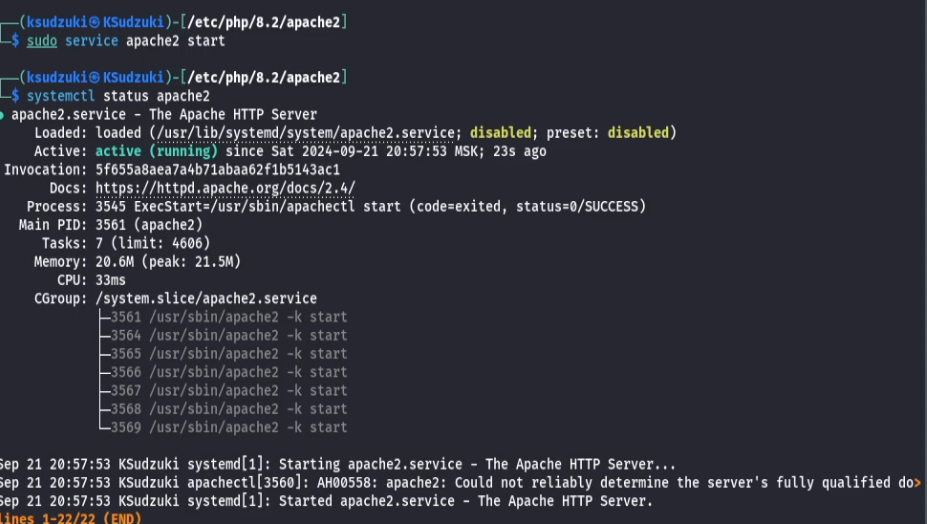 (ksudzuki㉿KSudzuki)-[/etc/php/8.2/apache2]
$ sudo service apache2 start
(ksudzuki㉿KSudzuki)-[/etc/php/8.2/apache2]
$ systemctl status apache2
● apache2.service - The Apache HTTP Server
Loaded: loaded (/usr/lib/systemd/system/apache2.service; disabled; preset: disabled)
Active: active (running) since Sat 2024-09-21 20:57:53 MSK; 23s ago
Invocation: 5f655a8aea7a4b71abaa62f1b5143ac1
Docs: https://httpd.apache.org/docs/2.4/
Process: 3545 ExecStart=/usr/sbin/apachectl start (code=exited, status=0/SUCCESS)
Main PID: 3561 (apache2)
Tasks: 7 (limit: 4606)
Memory: 20.6M (peak: 21.5M)
CPU: 33ms
CGroup: /system.slice/apache2.service
├─3561 /usr/sbin/apache2 -k start
├─3564 /usr/sbin/apache2 -k start
├─3565 /usr/sbin/apache2 -k start
├─3566 /usr/sbin/apache2 -k start
├─3567 /usr/sbin/apache2 -k start
├─3568 /usr/sbin/apache2 -k start
└─3569 /usr/sbin/apache2 -k start
Sep 21 20:57:53 KSudzuki systemd[1]: Starting apache2.service - The Apache HTTP Server...
Sep 21 20:57:53 KSudzuki apachectl[3560]: AH00558: apache2: Could not reliably determine the server's fully qualified do>
Sep 21 20:57:53 KSudzuki systemd[1]: Started apache2.service - The Apache HTTP Server.
lines 1-22/22 (END)